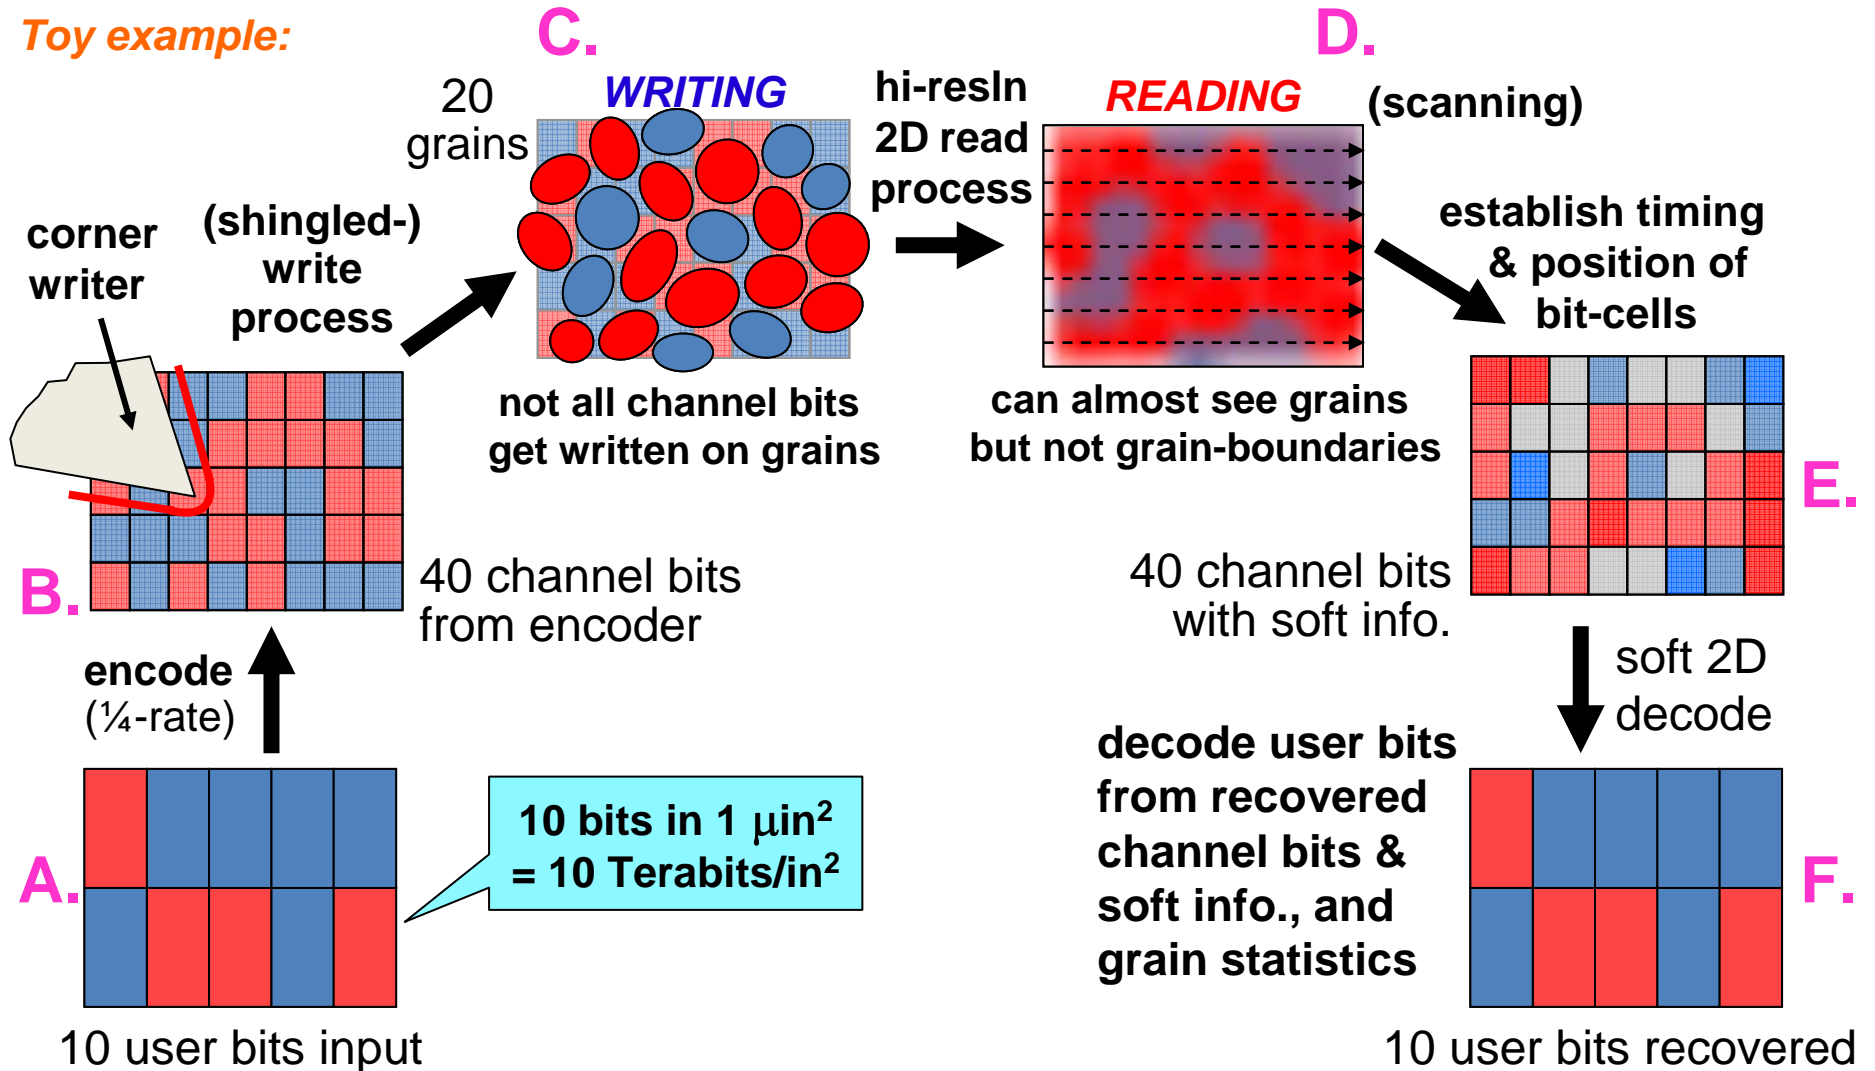 Toy example:
C.
D.
20
grains
WRITING
hi-resln
2D read
process
READING
(scanning)
corner
writer
(shingled-)
write
process
establish timing
& position of
bit-cells
not all channel bits
get written on grains
can almost see grains
but not grain-boundaries
E.
B.
40 channel bits
from encoder
40 channel bits
with soft info.
encode
(¼-rate)
soft 2D
decode
A.
10 bits in 1 μin²
= 10 Terabits/in²
decode user bits
from recovered
channel bits &
soft info., and
grain statistics
F.
10 user bits input
10 user bits recovered